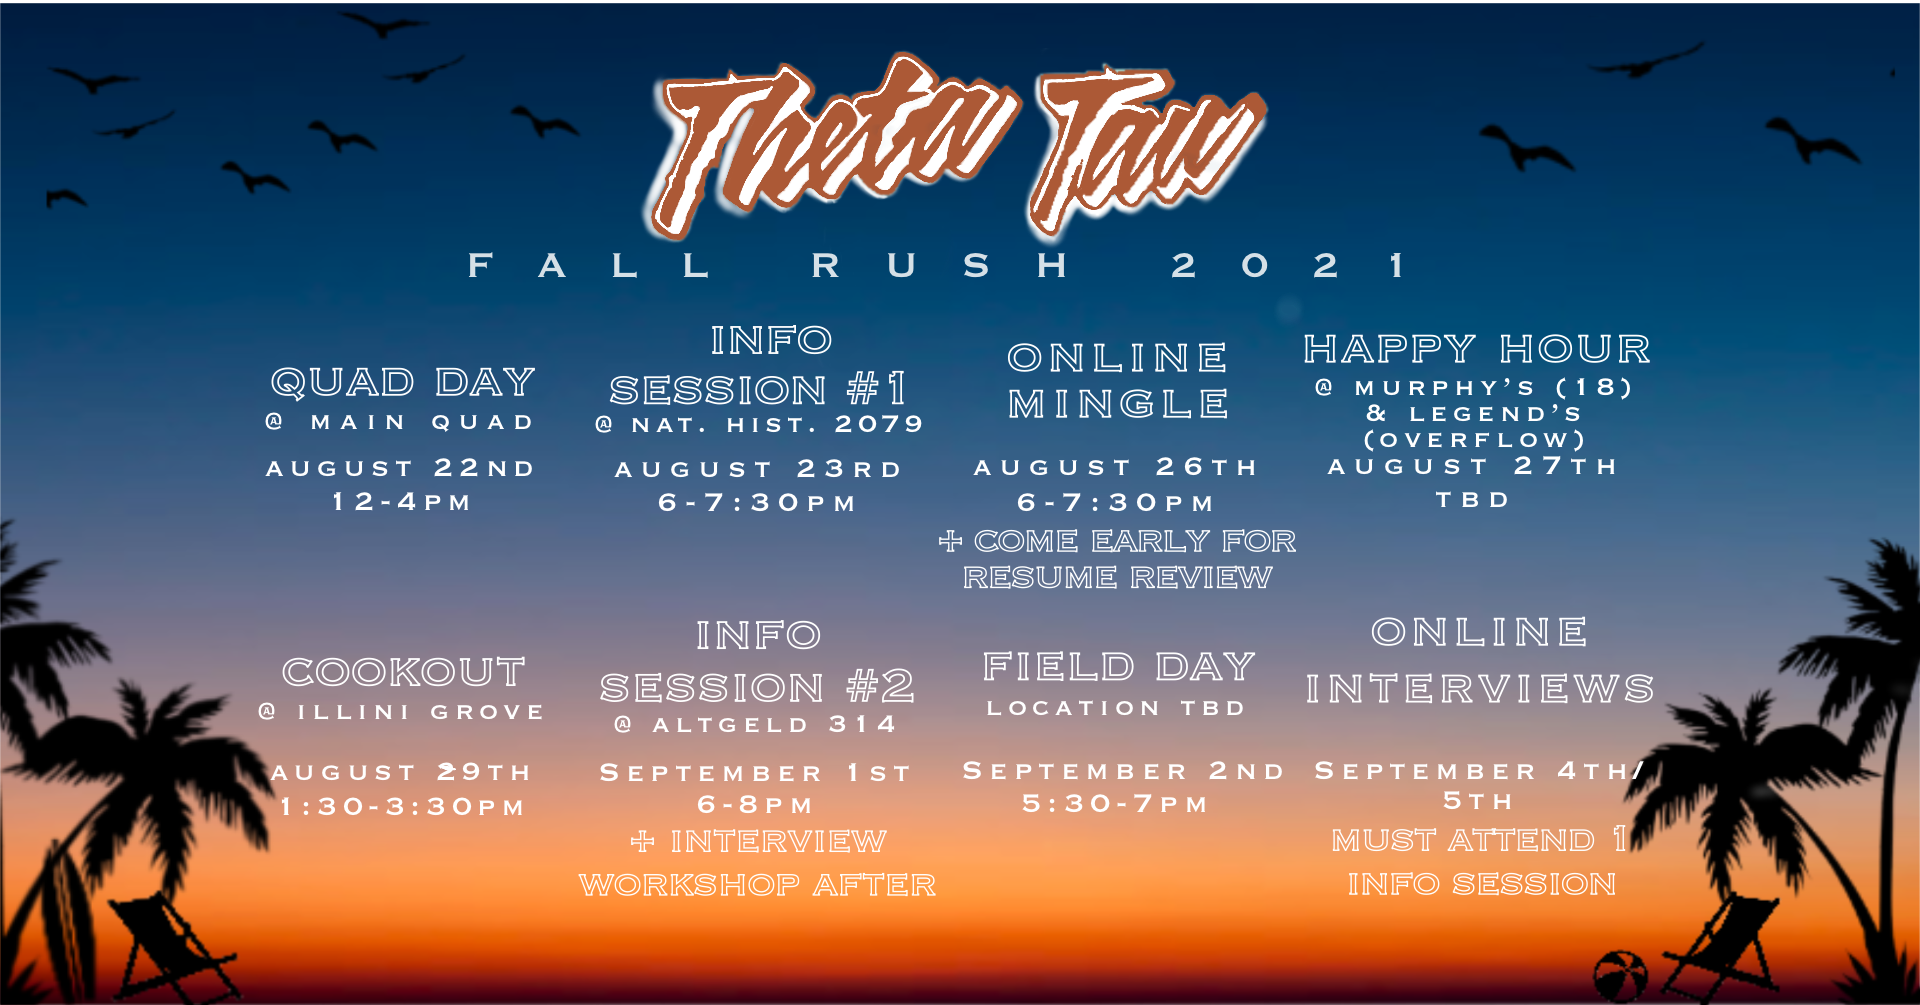 Theta Tau
FALL RUSH 2021
QUAD DAY
@ MAIN QUAD
AUGUST 22ND
12-4PM
INFO
SESSION #1
@ NAT. HIST. 2079
AUGUST 23RD
6-7:30PM
ONLINE
MINGLE
AUGUST 26TH
6-7:30PM
+ COME EARLY FOR
RESUME REVIEW
HAPPY HOUR
@ MURPHY'S (18)
& LEGEND'S
(OVERFLOW)
AUGUST 27TH
TBD
COOKOUT
@ ILLINI GROVE
AUGUST 29TH
1:30-3:30PM
INFO
SESSION #2
@ ALTGELD 314
SEPTEMBER 1ST
6-8PM
+ INTERVIEW
WORKSHOP AFTER
FIELD DAY
LOCATION TBD
SEPTEMBER 2ND
5:30-7PM
ONLINE
INTERVIEWS
SEPTEMBER 4TH/
5TH
MUST ATTEND 1
INFO SESSION